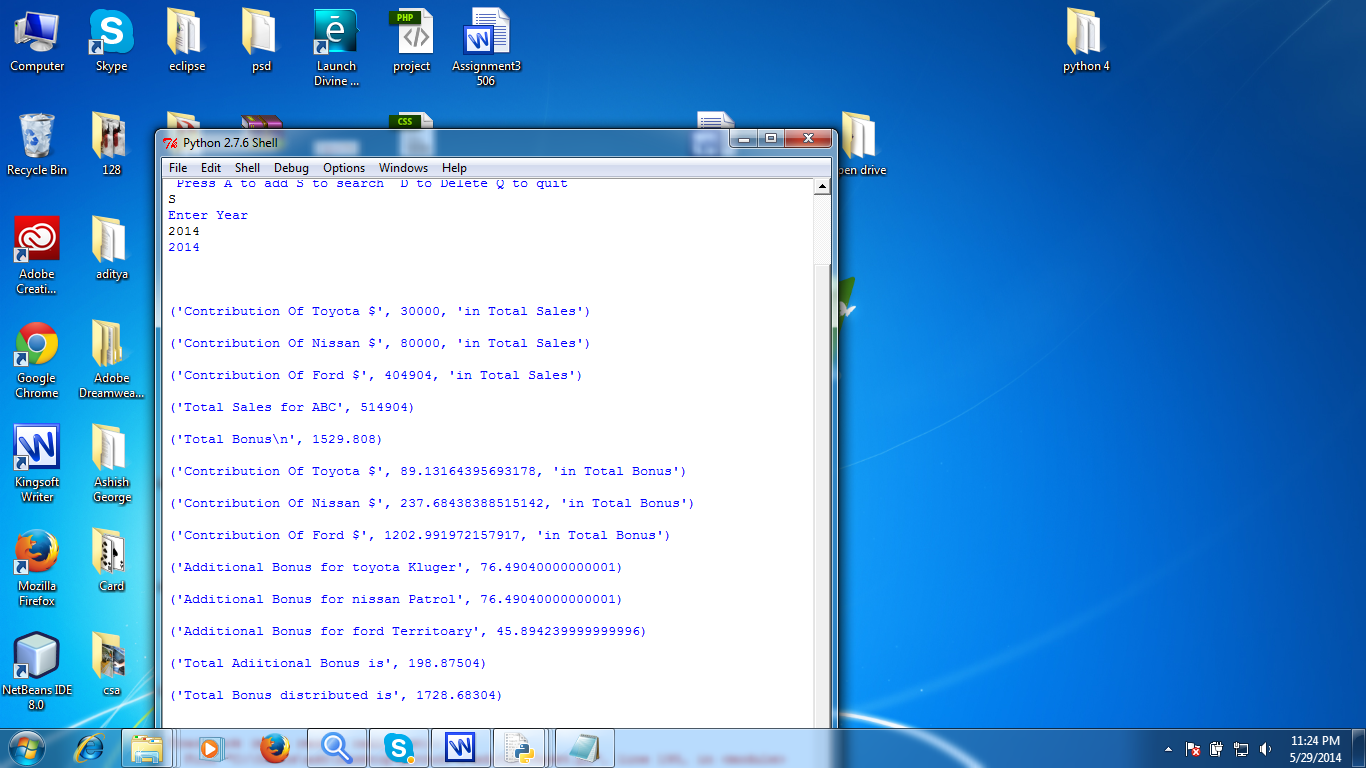 Computer
Skype
eclipse
psd
Launch Divine ...
PHP
project
Assignment3 506
python 4
Recycle Bin
128
CSS
pen drive
Adobe Creati...
aditya
Google Chrome
Adobe Dreamwea...
Kingsoft Writer
Ashish George
Mozilla Firefox
Card
NetBeans IDE 8.0
csa
Python 2.7.6 Shell
File Edit Shell Debug Options Windows Help
Press A to add S to search D to Delete Q to quit
S
Enter Year
2014
2014
('Contribution Of Toyota $', 30000, 'in Total Sales')
('Contribution Of Nissan $', 80000, 'in Total Sales')
('Contribution Of Ford $', 404904, 'in Total Sales')
('Total Sales for ABC', 514904)
('Total Bonus\n', 1529.808)
('Contribution Of Toyota $', 89.13164395693178, 'in Total Bonus')
('Contribution Of Nissan $', 237.68438388515142, 'in Total Bonus')
('Contribution Of Ford $', 1202.991972157917, 'in Total Bonus')
('Additional Bonus for toyota Kluger', 76.49040000000001)
('Additional Bonus for nissan Patrol', 76.49040000000001)
('Additional Bonus for ford Territoary', 45.894239999999996)
('Total Adiitional Bonus is', 198.87504)
('Total Bonus distributed is', 1728.68304)
11:24 PM
5/29/2014